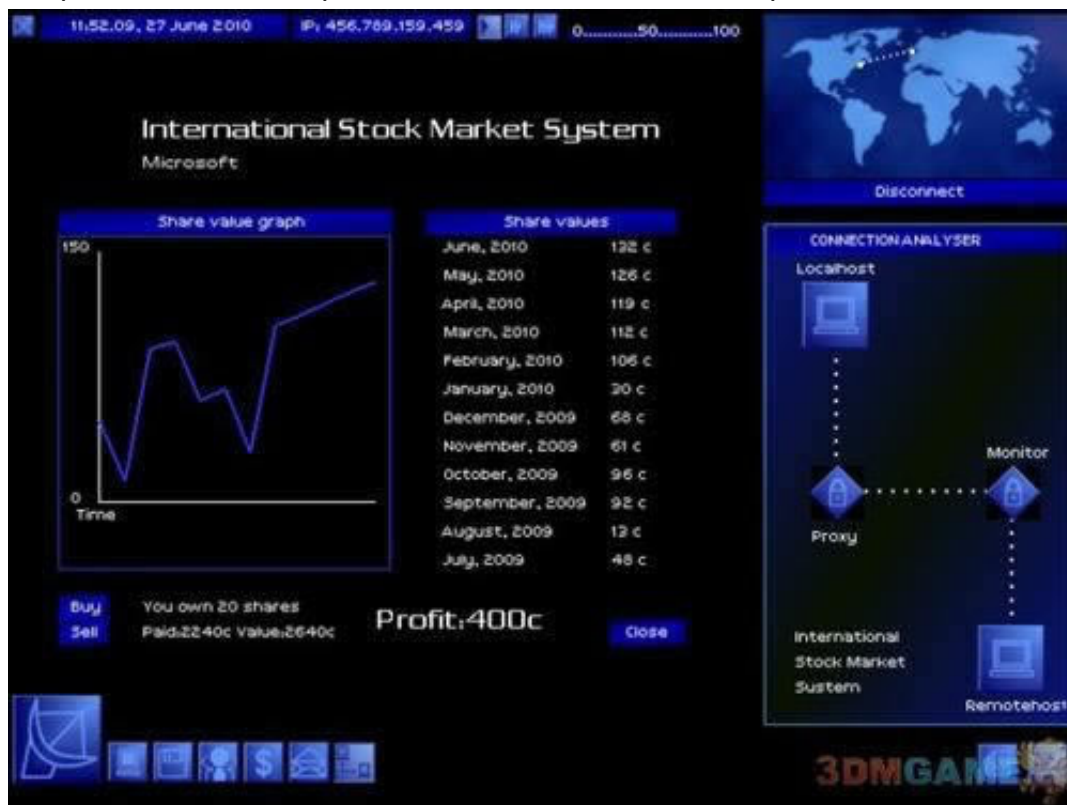 11:52.09, 27 June 2010 IP: 456.789.159.459 0............50............100
International Stock Market System
Microsoft
Disconnect
Share value graph Share values
150
0
Time
June, 2010 132 c
May, 2010 126 c
April, 2010 119 c
March, 2010 112 c
February, 2010 106 c
January, 2010 30 c
December, 2009 68 c
November, 2009 61 c
October, 2009 96 c
September, 2009 92 c
August, 2009 13 c
July, 2009 48 c
CONNECTION ANALYSER
Localhost
Monitor
Proxy
International
Stock Market
System
Remotehost
Buy You own 20 shares
Sell Paid:2240c Value:2640c Profit:400c Close
3DMGAME